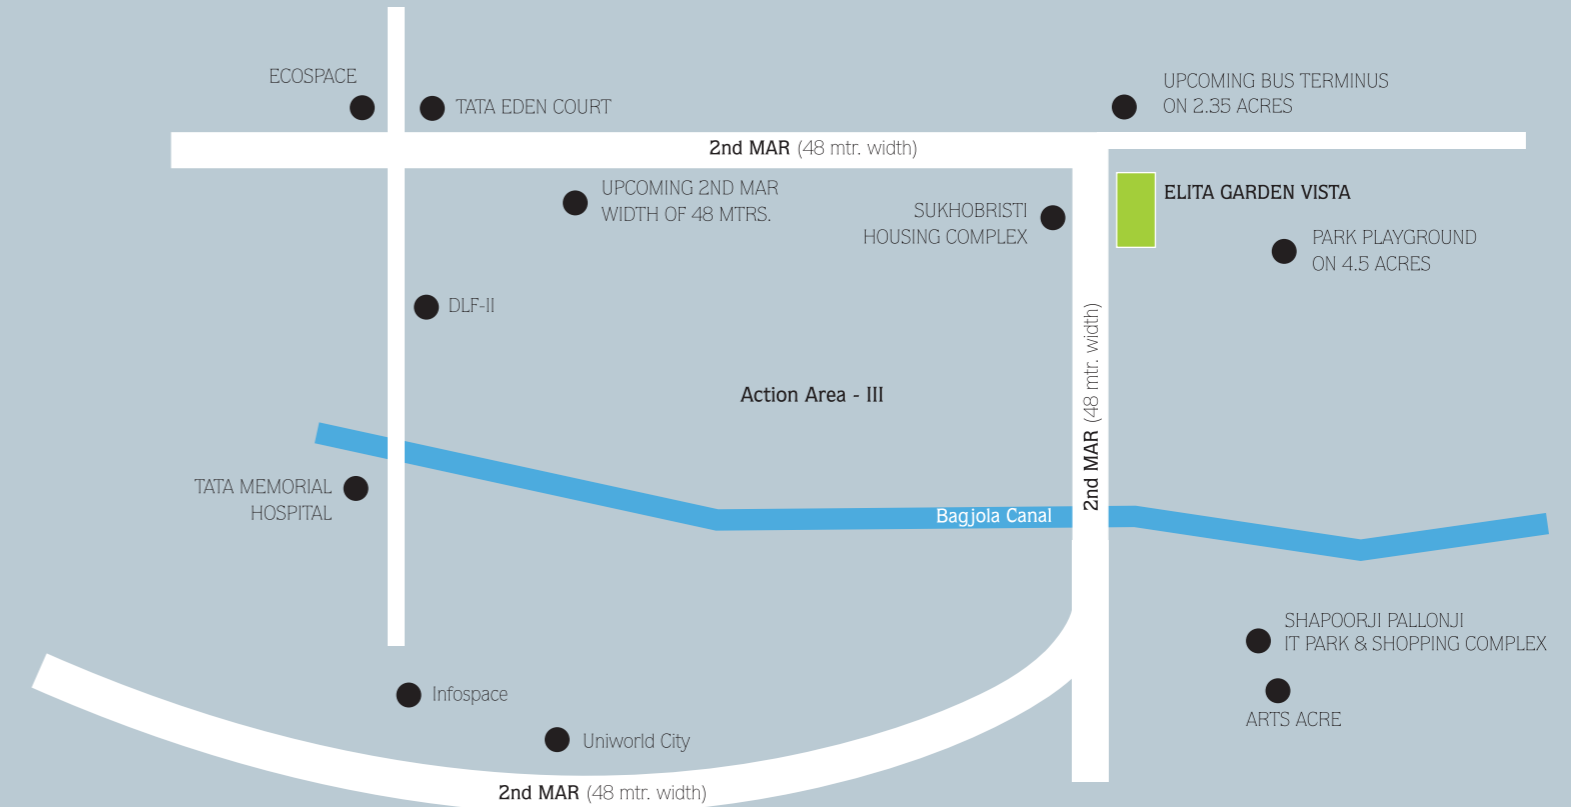 ECOSPACE
TATA EDEN COURT
UPCOMING BUS TERMINUS
ON 2.35 ACRES
2nd MAR (48 mtr. width)
UPCOMING 2ND MAR
WIDTH OF 48 MTRS.
SUKHOBRISTI
HOUSING COMPLEX
ELITA GARDEN VISTA
PARK PLAYGROUND
ON 4.5 ACRES
DLF-II
2nd MAR (48 mtr. width)
Action Area - III
TATA MEMORIAL
HOSPITAL
Bagjola Canal
SHAPOORJI PALLONJI
IT PARK & SHOPPING COMPLEX
Infospace
ARTS ACRE
Uniworld City
2nd MAR (48 mtr. width)